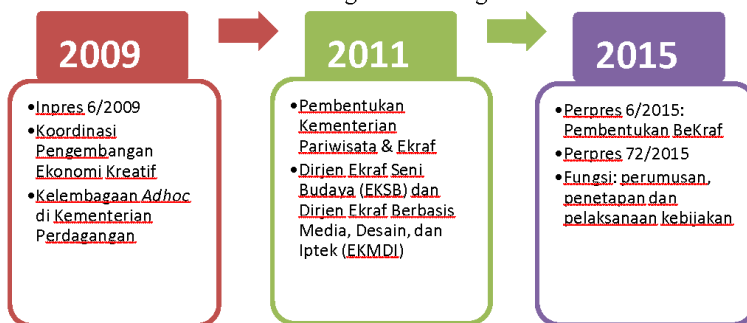 2009
•Inpres 6/2009
•Koordinasi
Pengembangan
Ekonomi Kreatif
•Kelembagaan Adhoc
di Kementerian
Perdagangan
2011
•Pembentukan
Kementerian
Pariwisata & Ekraf
•Dirjen Ekraf Seni
Budaya (EKSB) dan
Dirjen Ekraf Berbasis
Media, Desain, dan
Iptek (EKMDI)
2015
•Perpres 6/2015:
Pembentukan BeKraf
•Perpres 72/2015
•Fungsi: perumusan,
penetapan dan
pelaksanaan kebijakan